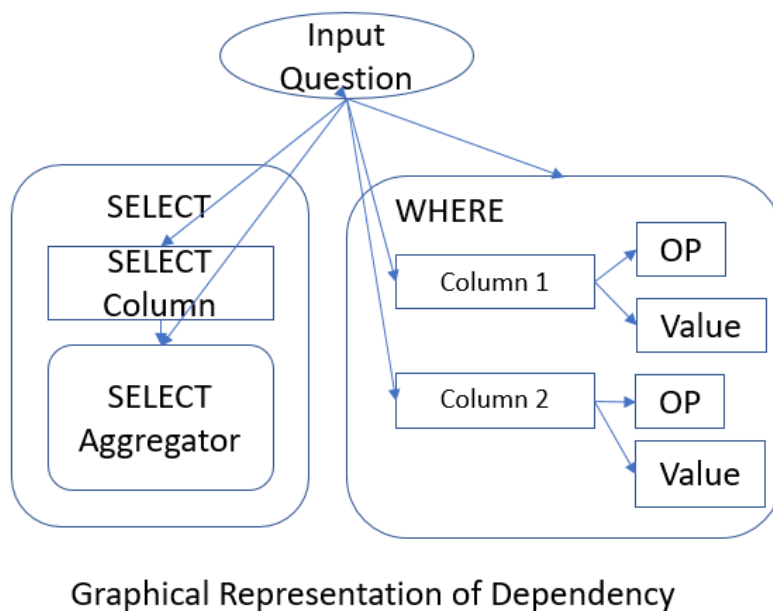 Input
Question
SELECT
SELECT
Column
SELECT
Aggregator
WHERE
Column 1
OP
Value
Column 2
OP
Value
Graphical Representation of Dependency